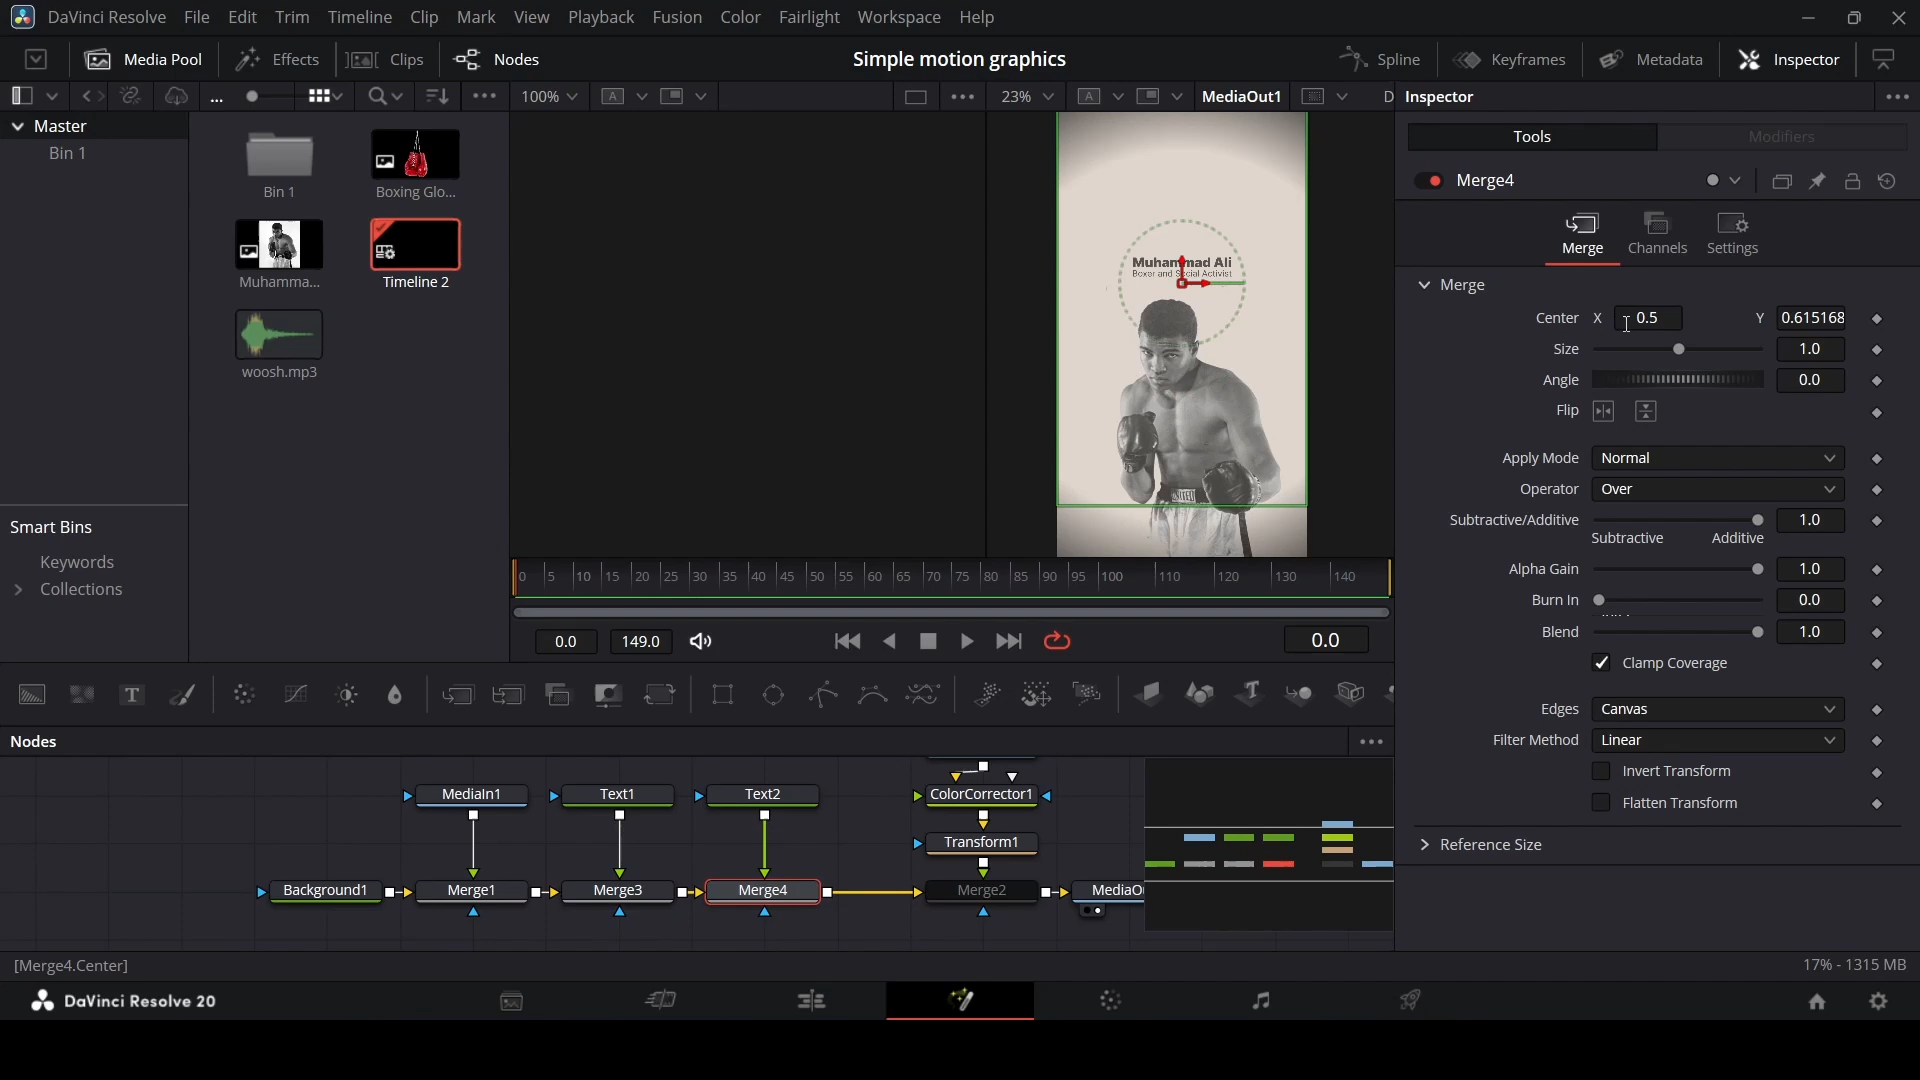 DaVinci Resolve File Edit Trim Timeline Clip Mark View Playback Fusion Color Fairlight Workspace Help
Media Pool Effects Clips Nodes Simple motion graphics Spline Keyframes Metadata Inspector
... 100% A 23% A MediaOut1 D Inspector
Master
Bin 1
Bin 1
Boxing Glo...
Muhamma...
Timeline 2
woosh.mp3
Smart Bins
Keywords
Collections
Muhammad Ali
Boxer and Social Activist
0 5 10 15 20 25 30 35 40 45 50 55 60 65 70 75 80 85 90 95 100 110 120 130 140
0.0 149.0 0.0
Tools Modifiers
Merge4
Merge Channels Settings
Merge
Center X 0.5 Y 0.615168
Size 1.0
Angle 0.0
Flip
Apply Mode Normal
Operator Over
Subtractive/Additive 1.0
Subtractive Additive
Alpha Gain 1.0
Burn In 0.0
Blend 1.0
Clamp Coverage
Edges Canvas
Filter Method Linear
Invert Transform
Flatten Transform
Reference Size
T T
Nodes
MediaIn1 Text1 Text2 ColorCorrector1
Transform1
Background1 Merge1 Merge3 Merge4 Merge2 MediaO
[Merge4.Center] 17% - 1315 MB
DaVinci Resolve 20